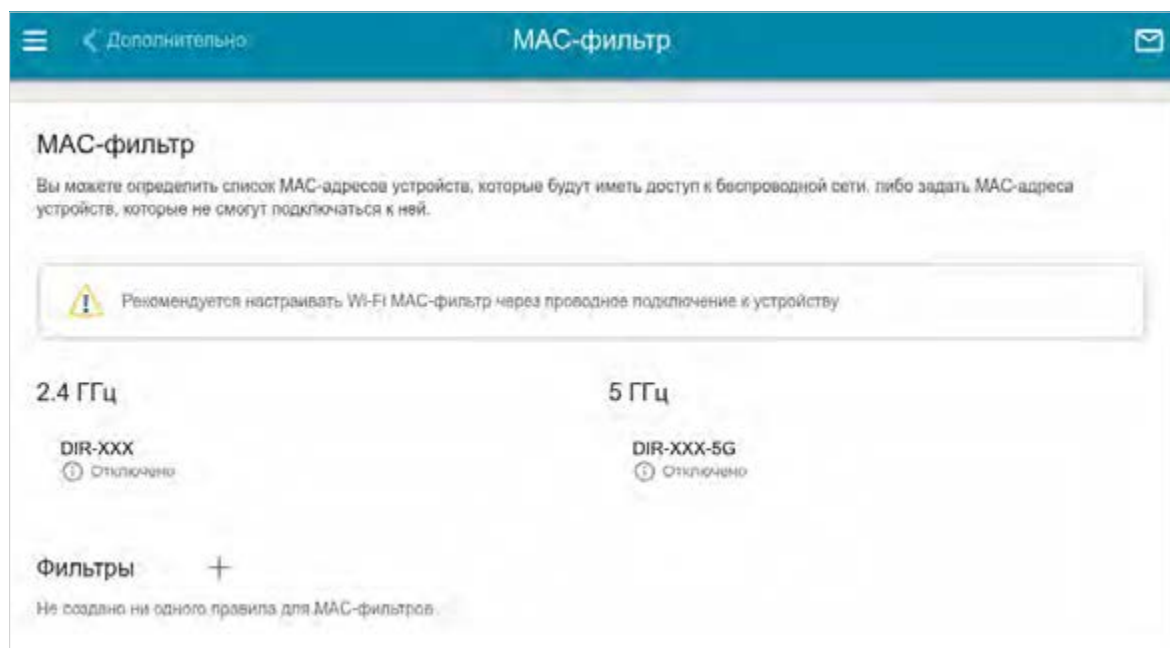 Дополнительно
MAC-фильтр
MAC-фильтр
Вы можете определить список MAC-адресов устройств, которые будут иметь доступ к беспроводной сети, либо задать MAC-адреса
устройств, которые не смогут подключаться к ней.
Рекомендуется настраивать Wi-Fi MAC-фильтр через проводное подключение к устройству
2.4 ГГц
5 ГГц
DIR-XXX
DIR-XXX-5G
Отключено
Отключено
Фильтры +
Не создано ни одного правила для MAC-фильтров.